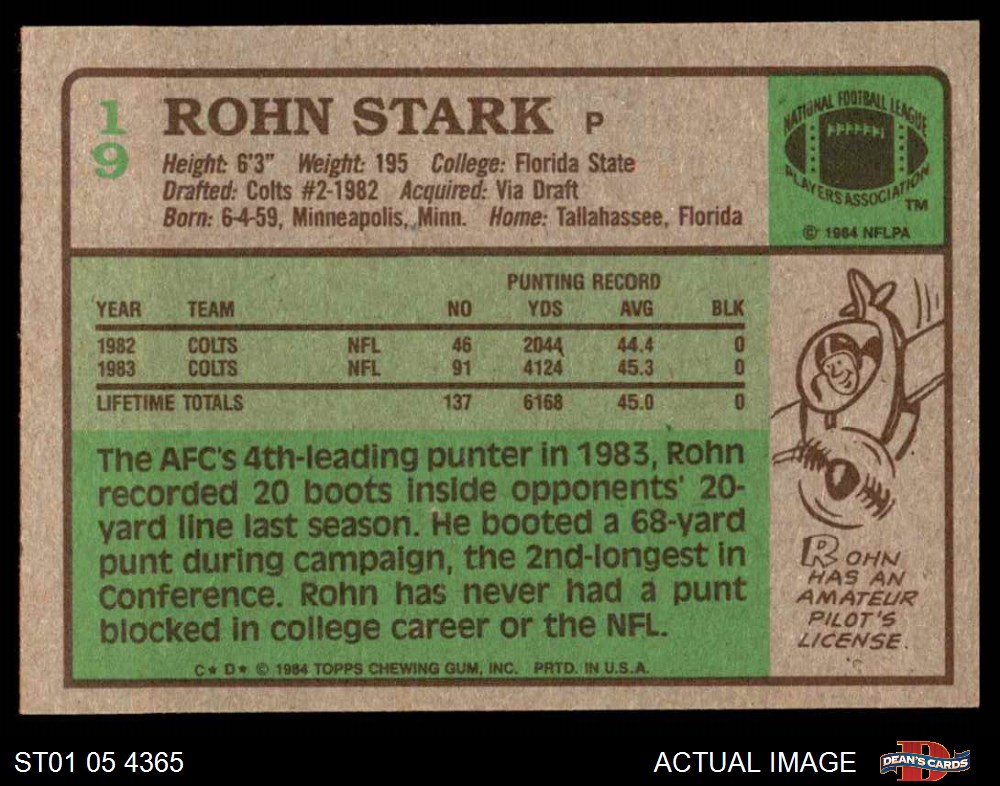 19
ROHN STARK P
Height: 6'3" Weight: 195 College: Florida State
Drafted: Colts #2-1982 Acquired: Via Draft
Born: 6-4-59, Minneapolis, Minn. Home: Tallahassee, Florida
NATIONAL FOOTBALL LEAGUE
PLAYERS ASSOCIATION
TM
© 1984 NFLPA
PUNTING RECORD
YEAR TEAM NO YDS AVG BLK
1982 COLTS NFL 46 2044 44.4 0
1983 COLTS NFL 91 4124 45.3 0
LIFETIME TOTALS 137 6168 45.0 0
The AFC's 4th-leading punter in 1983, Rohn
recorded 20 boots inside opponents' 20-
yard line last season. He booted a 68-yard
punt during campaign, the 2nd-longest in
Conference. Rohn has never had a punt
blocked in college career or the NFL.
C★ D★ © 1984 TOPPS CHEWING GUM, INC. PRTD. IN U.S.A.
ROHN
HAS AN
AMATEUR
PILOT'S
LICENSE.
ST01 05 4365
ACTUAL IMAGE
D
DEAN'S CARDS